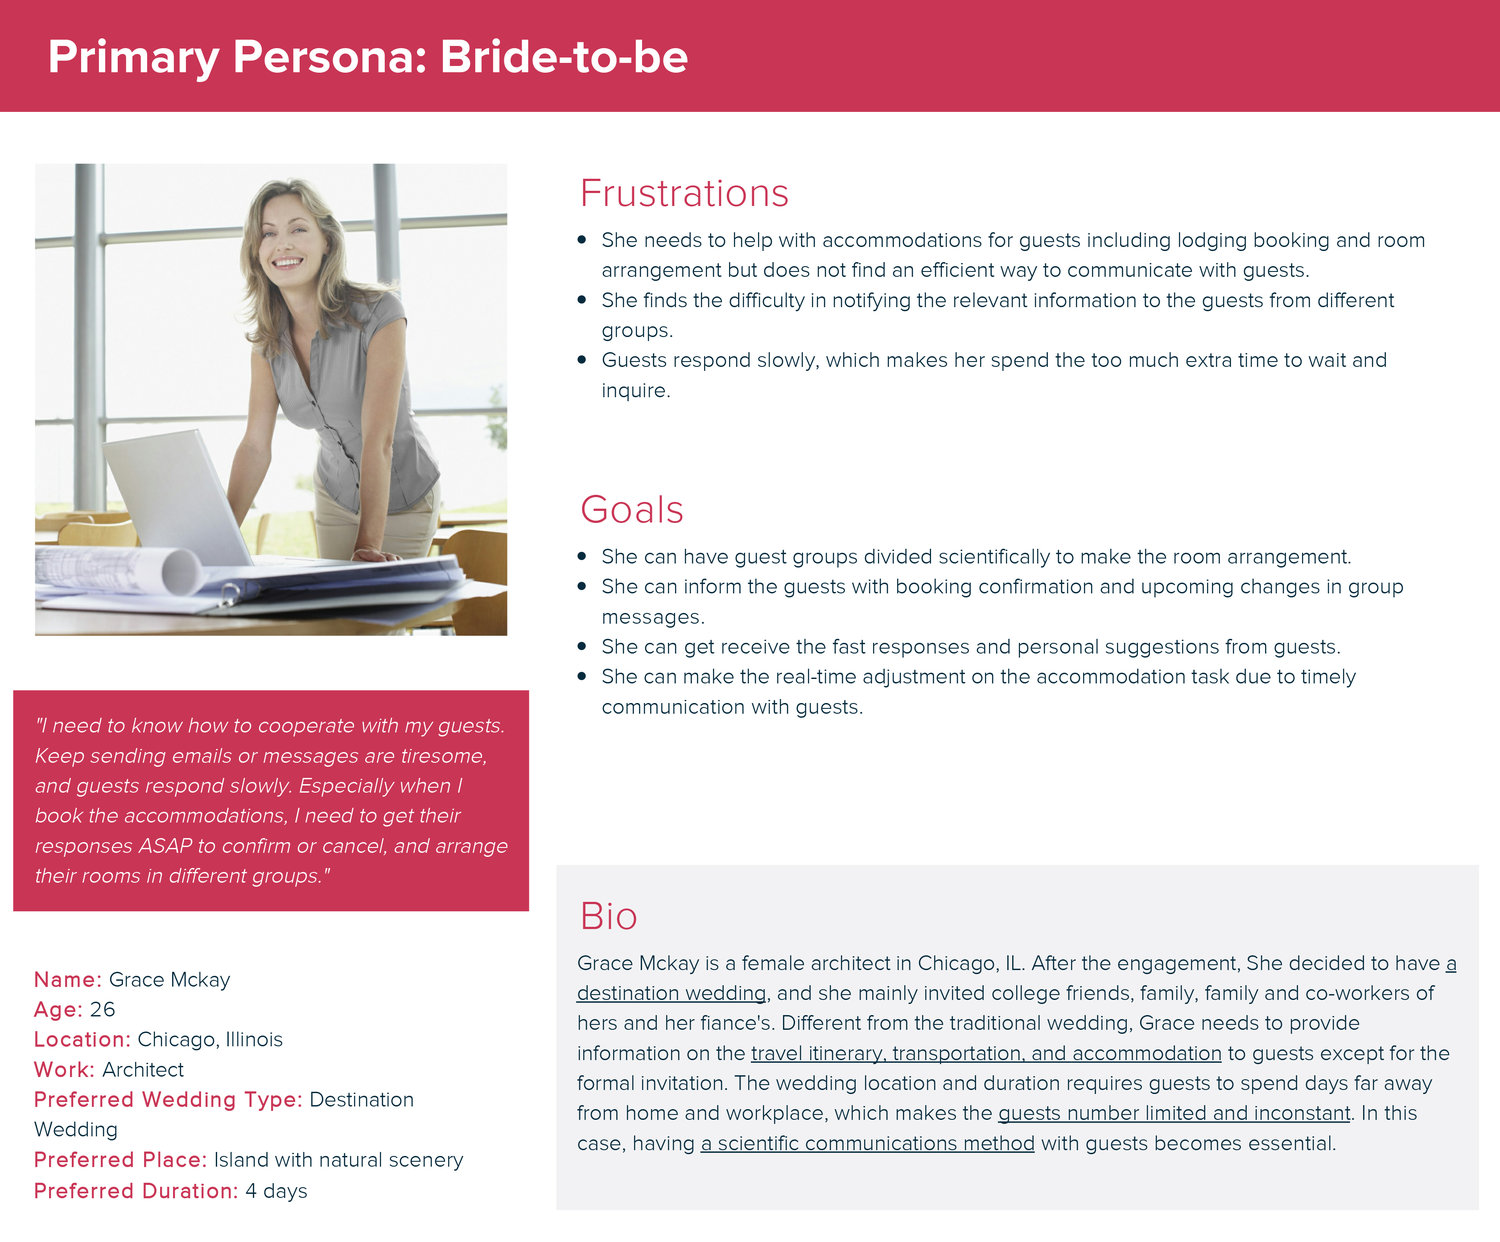 Primary Persona: Bride-to-be
Frustrations
She needs to help with accommodations for guests including lodging booking and room
arrangement but does not find an efficient way to communicate with guests.
She finds the difficulty in notifying the relevant information to the guests from different
groups.
Guests respond slowly, which makes her spend the too much extra time to wait and
inquire.
Goals
She can have guest groups divided scientifically to make the room arrangement.
She can inform the guests with booking confirmation and upcoming changes in group
messages.
She can get receive the fast responses and personal suggestions from guests.
She can make the real-time adjustment on the accommodation task due to timely
communication with guests.
"I need to know how to cooperate with my guests.
Keep sending emails or messages are tiresome,
and guests respond slowly. Especially when I
book the accommodations, I need to get their
responses ASAP to confirm or cancel, and arrange
their rooms in different groups."
Name: Grace Mckay
Age: 26
Location: Chicago, Illinois
Work: Architect
Preferred Wedding Type: Destination
Wedding
Preferred Place: Island with natural scenery
Preferred Duration: 4 days
Bio
Grace Mckay is a female architect in Chicago, IL. After the engagement, She decided to have a
destination wedding, and she mainly invited college friends, family, family and co-workers of
hers and her fiance's. Different from the traditional wedding, Grace needs to provide
information on the travel itinerary, transportation, and accommodation to guests except for the
formal invitation. The wedding location and duration requires guests to spend days far away
from home and workplace, which makes the guests number limited and inconstant. In this
case, having a scientific communications method with guests becomes essential.